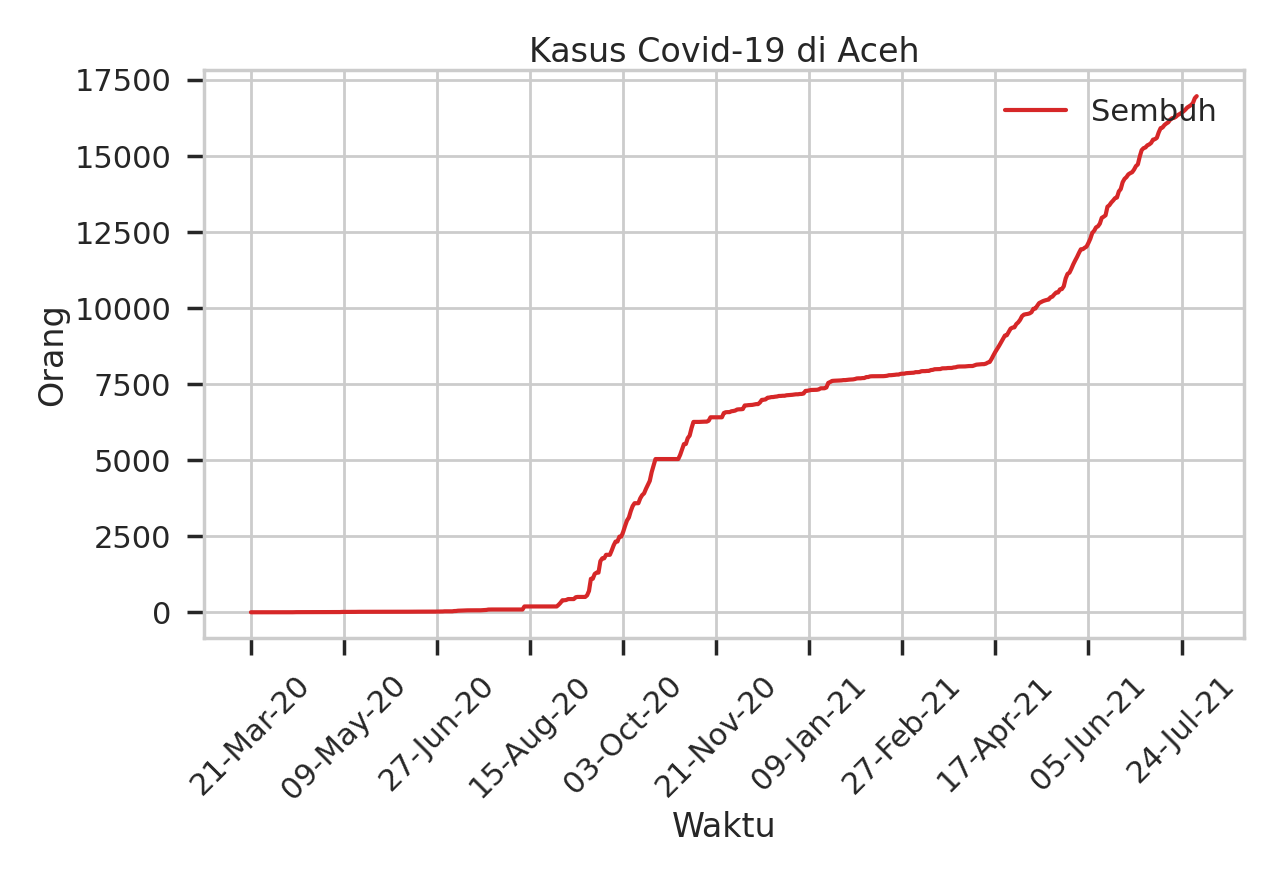 Kasus Covid-19 di Aceh
Sembuh
Orang
17500
15000
12500
10000
7500
5000
2500
0
21-Mar-20
09-May-20
27-Jun-20
15-Aug-20
03-Oct-20
21-Nov-20
09-Jan-21
27-Feb-21
17-Apr-21
05-Jun-21
24-Jul-21
Waktu